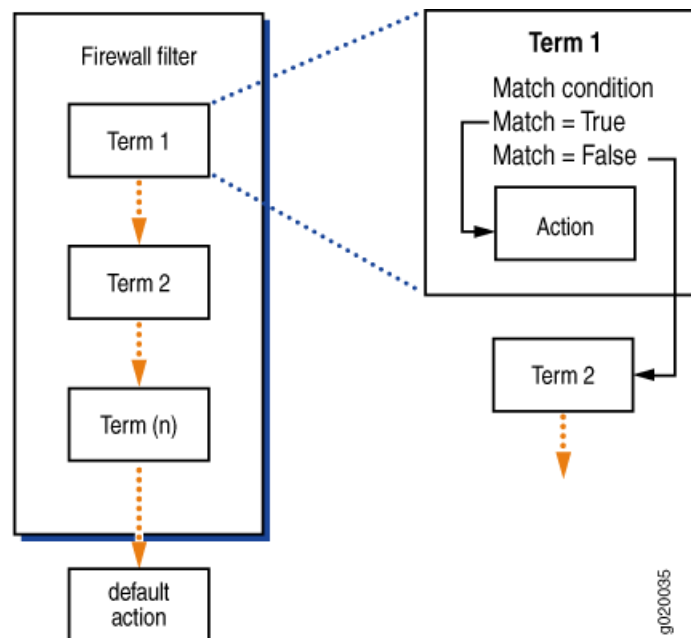 Firewall filter
Term 1
Term 2
Term (n)
default
action
Term 1
Match condition
Match = True
Match = False
Action
Term 2
g020035